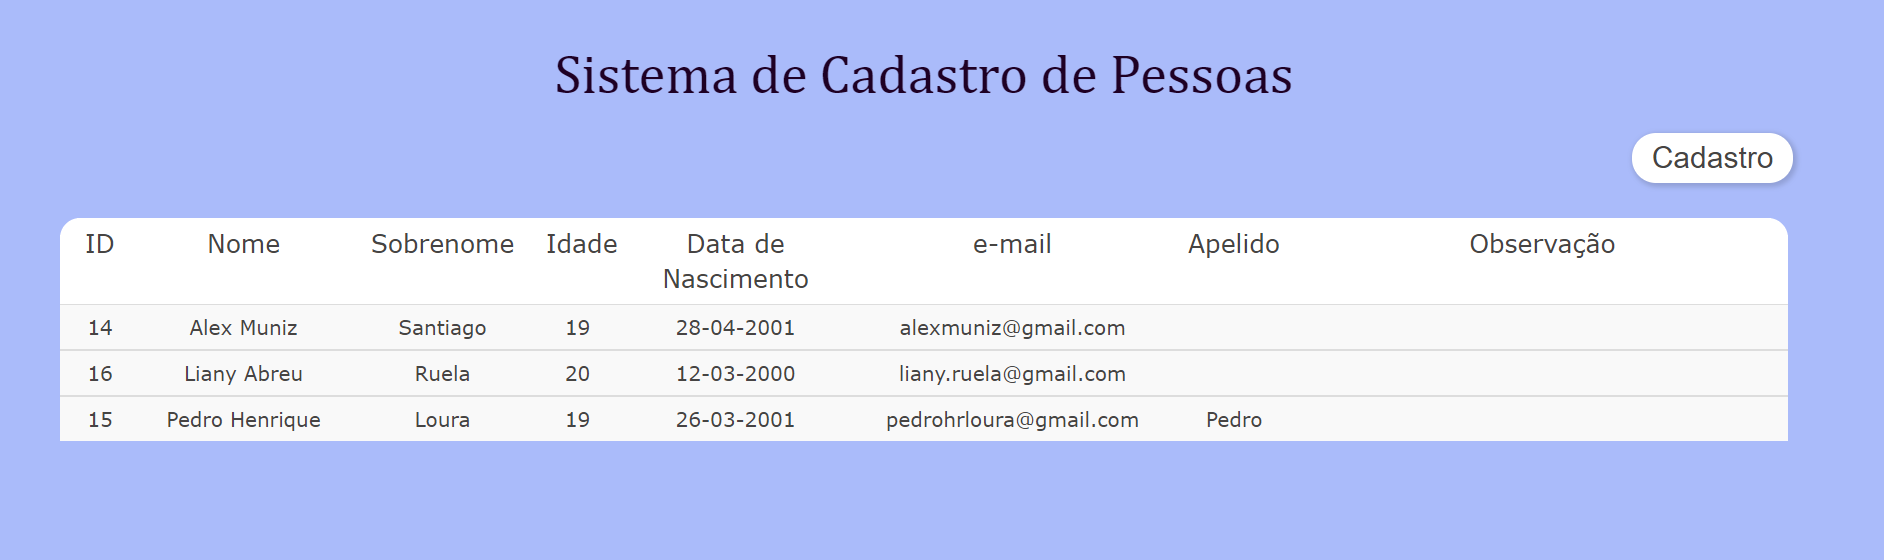 Sistema de Cadastro de Pessoas
Cadastro
ID Nome Sobrenome Idade Data de Nascimento e-mail Apelido Observação
14 Alex Muniz Santiago 19 28-04-2001 alexmuniz@gmail.com
16 Liany Abreu Ruela 20 12-03-2000 liany.ruela@gmail.com
15 Pedro Henrique Loura 19 26-03-2001 pedrohrloura@gmail.com Pedro